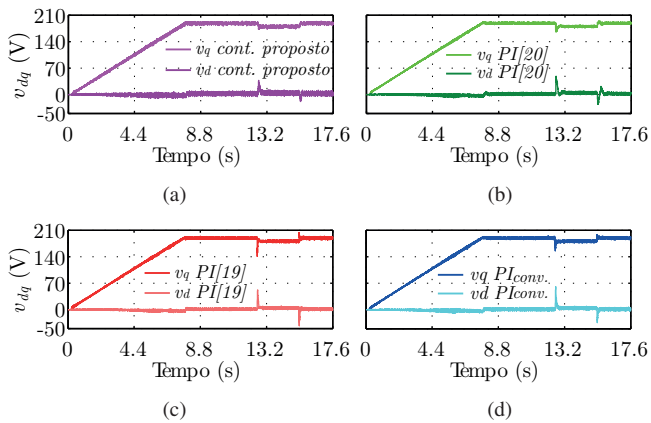 210
140
70
0
-50
v_dq (V)
v_q cont. proposto
v_d cont. proposto
0 4.4 8.8 13.2 17.6
Tempo (s)
(a)
v_q PI[20]
v_d PI[20]
0 4.4 8.8 13.2 17.6
Tempo (s)
(b)
210
140
70
0
-50
v_dq (V)
v_q PI[19]
v_d PI[19]
0 4.4 8.8 13.2 17.6
Tempo (s)
(c)
vq PI_conv.
vd PI_conv.
0 4.4 8.8 13.2 17.6
Tempo (s)
(d)